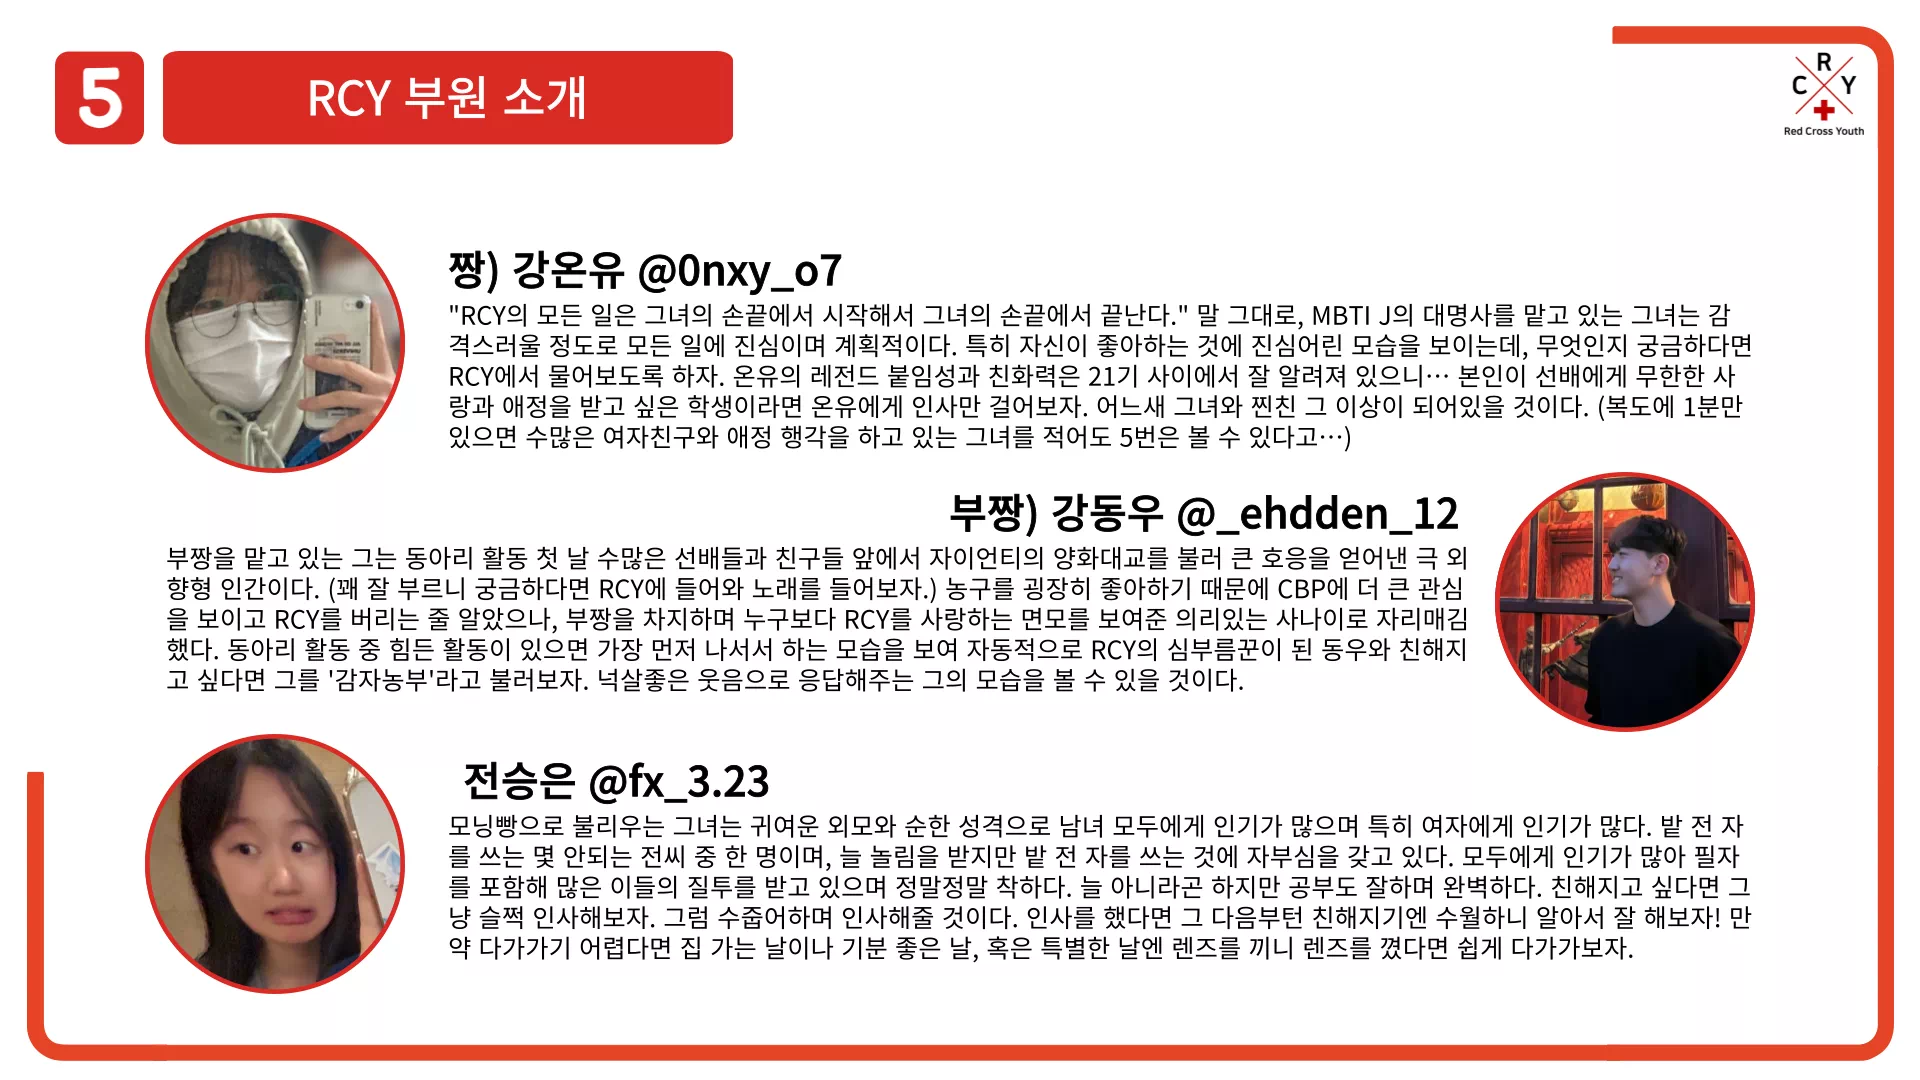 5
RCY 부원 소개
R
C Y
Red Cross Youth
짱) 강온유 @0nxy_o7
"RCY의 모든 일은 그녀의 손끝에서 시작해서 그녀의 손끝에서 끝난다." 말 그대로, MBTI J의 대명사를 맡고 있는 그녀는 감
격스러울 정도로 모든 일에 진심이며 계획적이다. 특히 자신이 좋아하는 것에 진심어린 모습을 보이는데, 무엇인지 궁금하다면
RCY에서 물어보도록 하자. 온유의 레전드 붙임성과 친화력은 21기 사이에서 잘 알려져 있으니… 본인이 선배에게 무한한 사
랑과 애정을 받고 싶은 학생이라면 온유에게 인사만 걸어보자. 어느새 그녀와 찐친 그 이상이 되어있을 것이다. (복도에 1분만
있으면 수많은 여자친구와 애정 행각을 하고 있는 그녀를 적어도 5번은 볼 수 있다고…)
부짱) 강동우 @_ehdden_12
부짱을 맡고 있는 그는 동아리 활동 첫 날 수많은 선배들과 친구들 앞에서 자이언티의 양화대교를 불러 큰 호응을 얻어낸 극 외
향형 인간이다. (꽤 잘 부르니 궁금하다면 RCY에 들어와 노래를 들어보자.) 농구를 굉장히 좋아하기 때문에 CBP에 더 큰 관심
을 보이고 RCY를 버리는 줄 알았으나, 부짱을 차지하며 누구보다 RCY를 사랑하는 면모를 보여준 의리있는 사나이로 자리매김
했다. 동아리 활동 중 힘든 활동이 있으면 가장 먼저 나서서 하는 모습을 보여 자동적으로 RCY의 심부름꾼이 된 동우와 친해지
고 싶다면 그를 '감자농부'라고 불러보자. 넉살좋은 웃음으로 응답해주는 그의 모습을 볼 수 있을 것이다.
전승은 @fx_3.23
모닝빵으로 불리우는 그녀는 귀여운 외모와 순한 성격으로 남녀 모두에게 인기가 많으며 특히 여자에게 인기가 많다. 밭 전 자
를 쓰는 몇 안되는 전씨 중 한 명이며, 늘 놀림을 받지만 밭 전 자를 쓰는 것에 자부심을 갖고 있다. 모두에게 인기가 많아 필자
를 포함해 많은 이들의 질투를 받고 있으며 정말정말 착하다. 늘 아니라곤 하지만 공부도 잘하며 완벽하다. 친해지고 싶다면 그
냥 슬쩍 인사해보자. 그럼 수줍어하며 인사해줄 것이다. 인사를 했다면 그 다음부턴 친해지기엔 수월하니 알아서 잘 해보자! 만
약 다가가기 어렵다면 집 가는 날이나 기분 좋은 날, 혹은 특별한 날엔 렌즈를 끼니 렌즈를 꼈다면 쉽게 다가가보자.